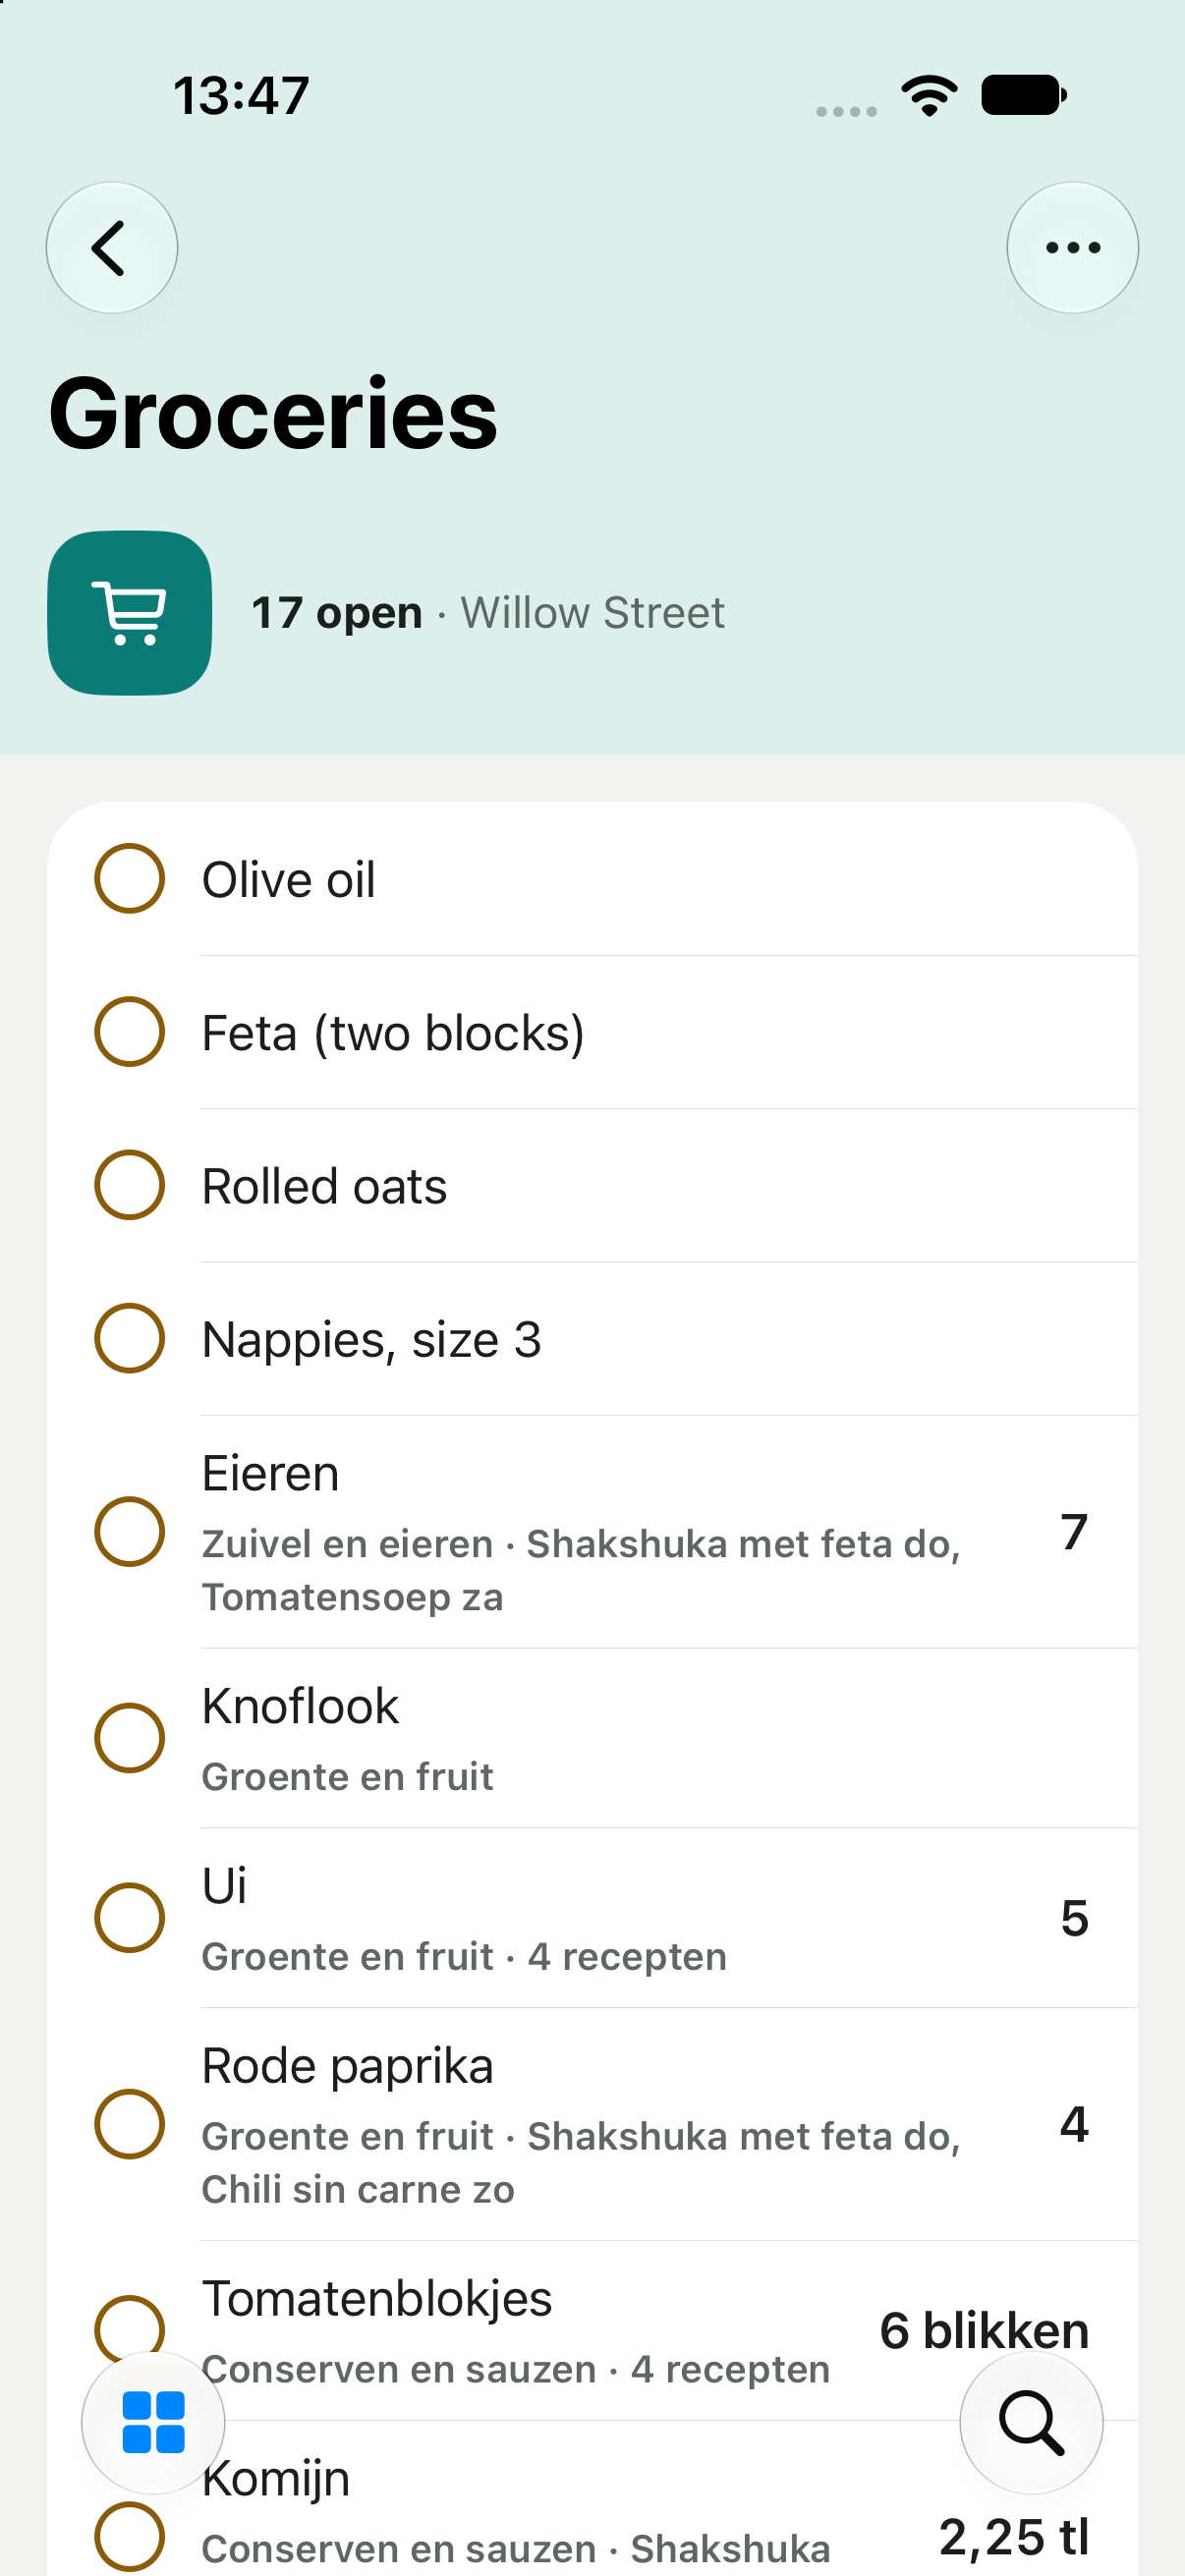 13:47
Groceries
17 open · Willow Street
Olive oil
Feta (two blocks)
Rolled oats
Nappies, size 3
Eieren
Zuivel en eieren · Shakshuka met feta do,
Tomatensoep za
7
Knoflook
Groente en fruit
Ui
Groente en fruit · 4 recepten
5
Rode paprika
Groente en fruit · Shakshuka met feta do,
Chili sin carne zo
4
Tomatenblokjes
Conserven en sauzen · 4 recepten
6 blikken
Komijn
Conserven en sauzen · Shakshuka
2,25 tl